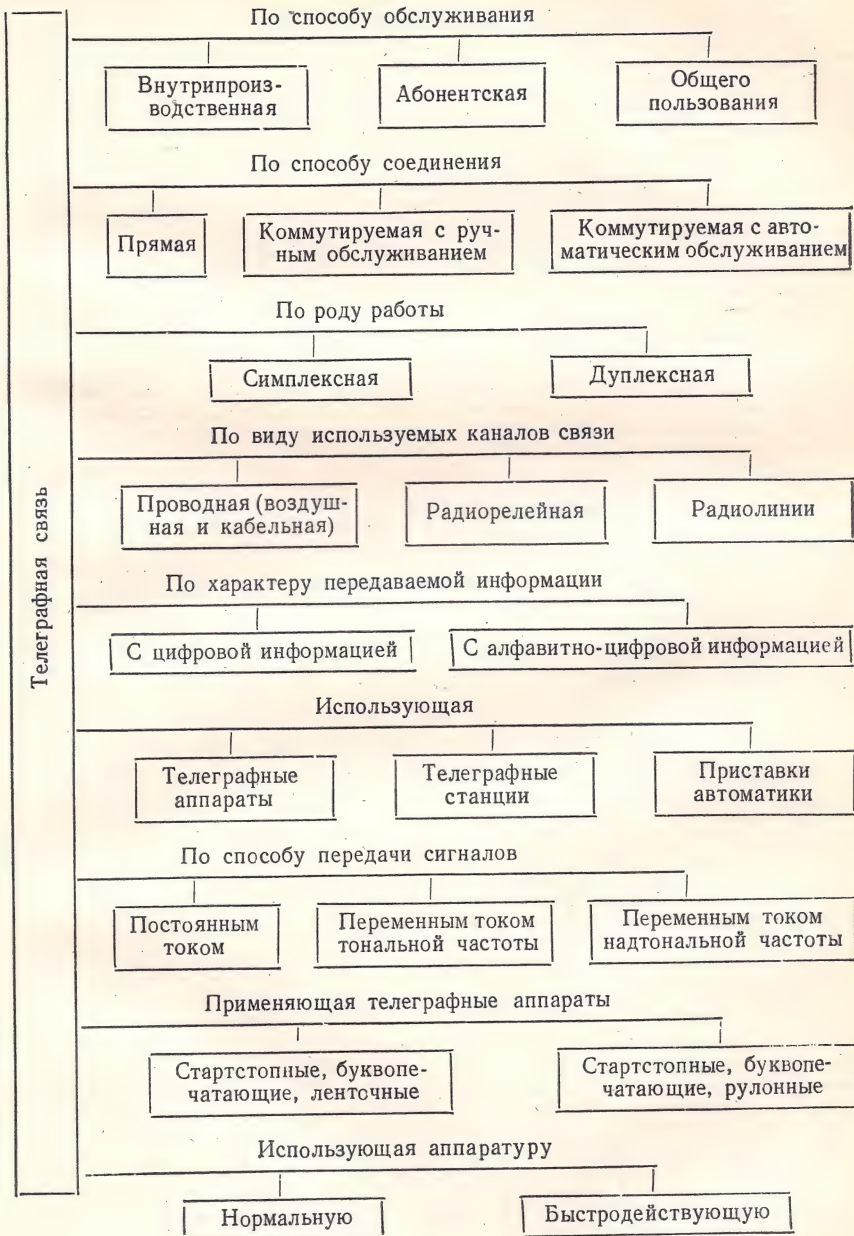 По способу обслуживания
Внутрипроиз-
водственная
Абонентская
Общего
пользования
По способу соединения
Прямая
Коммутируемая с руч-
ным обслуживанием
Коммутируемая с авто-
матическим обслуживанием
По роду работы
Симплексная
Дуплексная
По виду используемых каналов связи
Проводная (воздуш-
ная и кабельная)
Радиорелейная
Радиолинии
По характеру передаваемой информации
С цифровой информацией
С алфавитно-цифровой информацией
Использующая
Телеграфные
аппараты
Телеграфные
станции
Приставки
автоматики
По способу передачи сигналов
Постоянным
током
Переменным током
тональной частоты
Переменным током
надтональной частоты
Применяющая телеграфные аппараты
Стартстопные, буквопе-
чатающие, ленточные
Стартстопные, буквопе-
чатающие, рулонные
Использующая аппаратуру
Нормальную
Быстродействующую
Телеграфная связь